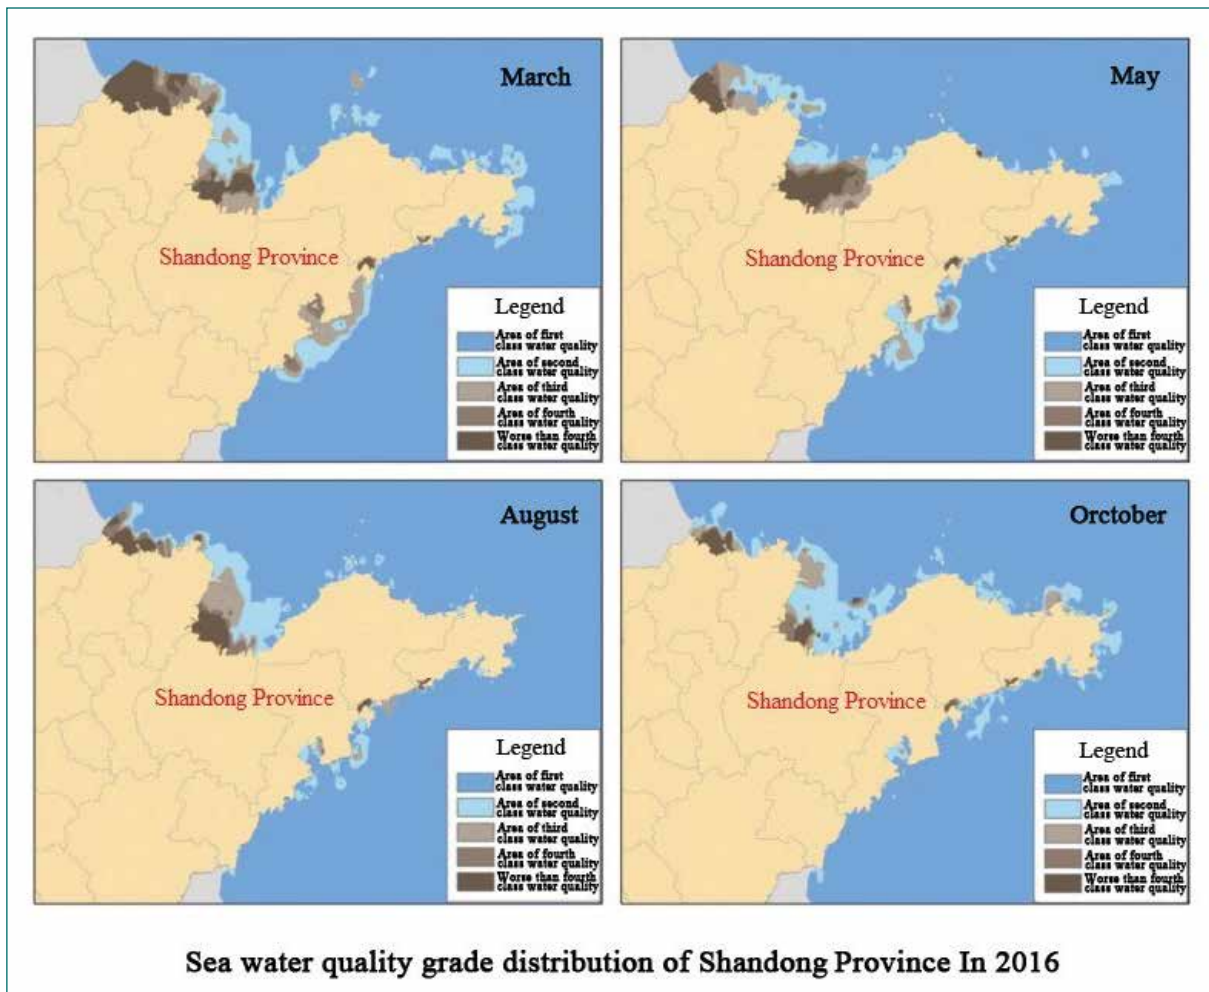 March
Shandong Province
Legend
Area of first
class water quality
Area of second
class water quality
Area of third
class water quality
Area of fourth
class water quality
Worse than fourth
class water quality
May
Shandong Province
Legend
Area of first
class water quality
Area of second
class water quality
Area of third
class water quality
Area of fourth
class water quality
Worse than fourth
class water quality
August
Shandong Province
Legend
Area of first
class water quality
Area of second
class water quality
Area of third
class water quality
Area of fourth
class water quality
Worse than fourth
class water quality
Orctober
Shandong Province
Legend
Area of first
class water quality
Area of second
class water quality
Area of third
class water quality
Area of fourth
class water quality
Worse than fourth
class water quality
Sea water quality grade distribution of Shandong Province In 2016